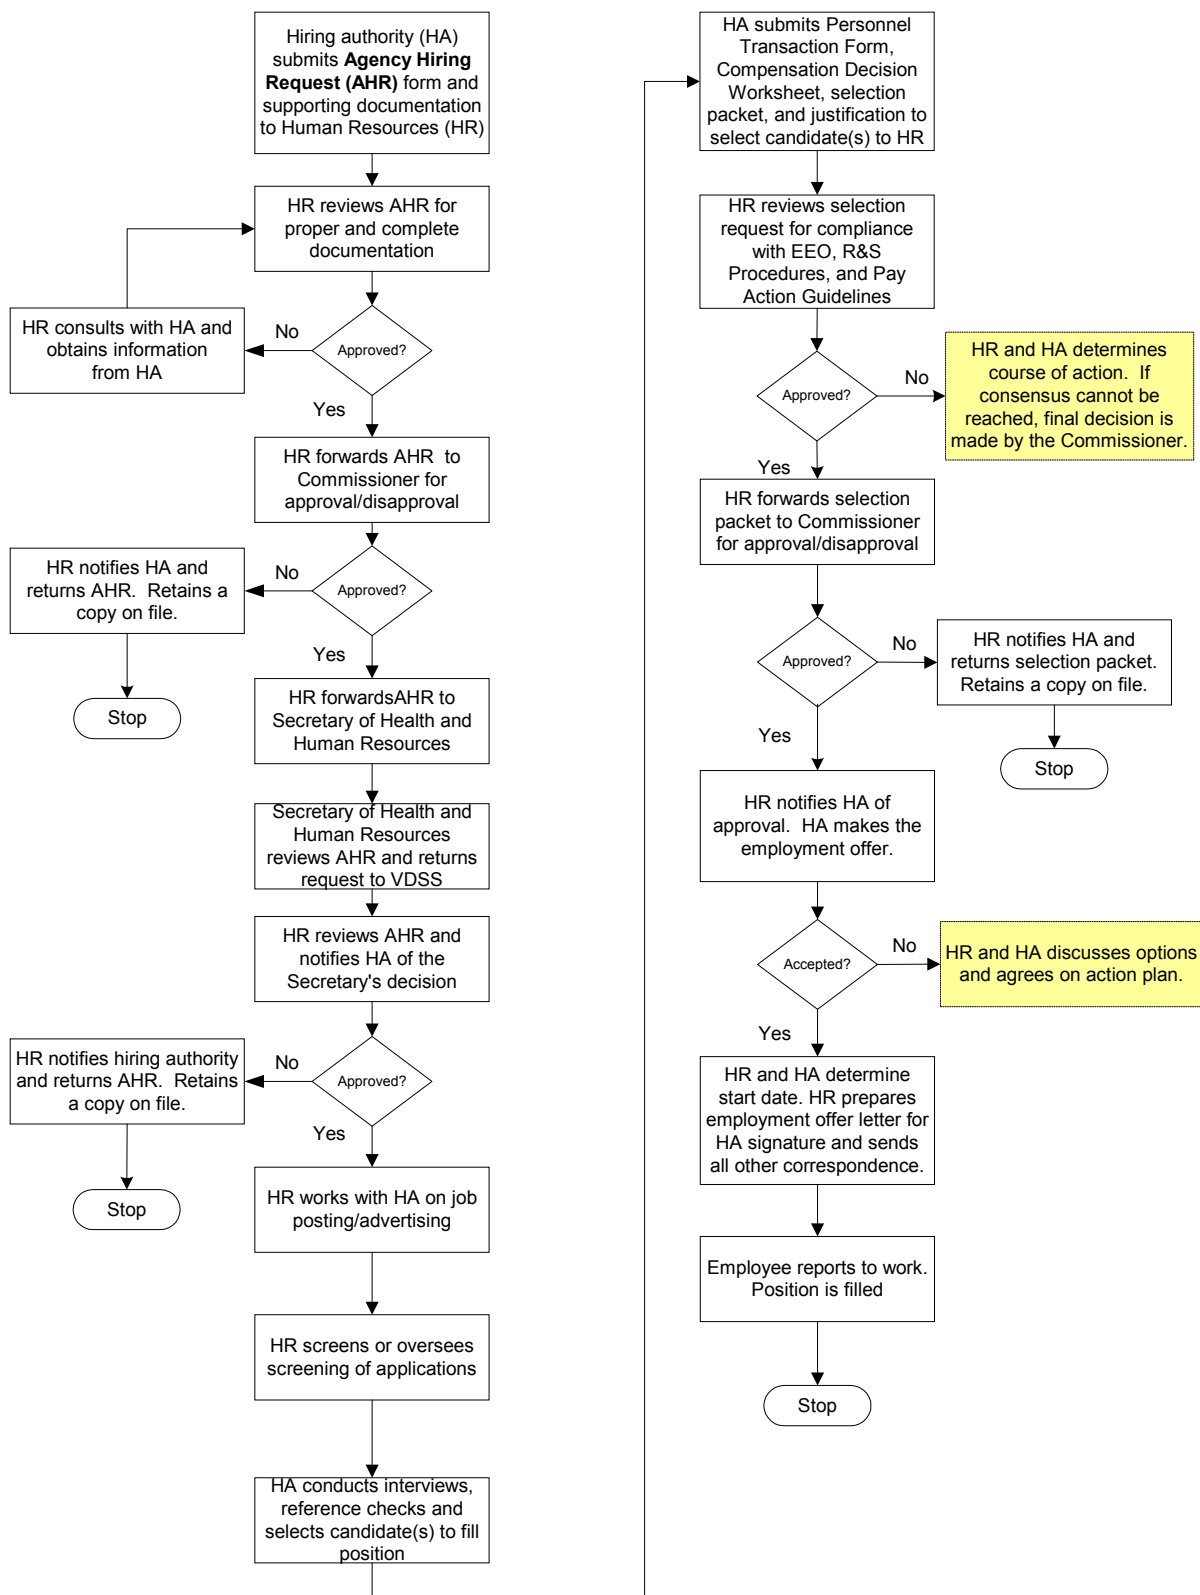 Hiring authority (HA)
submits Agency Hiring
Request (AHR) form and
supporting documentation
to Human Resources (HR)
HR reviews AHR for
proper and complete
documentation
HR consults with HA and
obtains information
from HA
No
Approved?
Yes
HR forwards AHR to
Commissioner for
approval/disapproval
HR notifies HA and
returns AHR. Retains a
copy on file.
No
Approved?
Stop
Yes
HR forwardsAHR to
Secretary of Health and
Human Resources
Secretary of Health and
Human Resources
reviews AHR and returns
request to VDSS
HR reviews AHR and
notifies HA of the
Secretary's decision
HR notifies hiring authority
and returns AHR. Retains
a copy on file.
No
Approved?
Stop
Yes
HR works with HA on job
posting/advertising
HR screens or oversees
screening of applications
HA conducts interviews,
reference checks and
selects candidate(s) to fill
position
HA submits Personnel
Transaction Form,
Compensation Decision
Worksheet, selection
packet, and justification to
select candidate(s) to HR
HR reviews selection
request for compliance
with EEO, R&S
Procedures, and Pay
Action Guidelines
Approved?
No
HR and HA determines
course of action. If
consensus cannot be
reached, final decision is
made by the Commissioner.
Yes
HR forwards selection
packet to Commissioner
for approval/disapproval
Approved?
No
HR notifies HA and
returns selection packet.
Retains a copy on file.
Stop
Yes
HR notifies HA of
approval. HA makes the
employment offer.
Accepted?
No
HR and HA discusses options
and agrees on action plan.
Yes
HR and HA determine
start date. HR prepares
employment offer letter for
HA signature and sends
all other correspondence.
Employee reports to work.
Position is filled
Stop